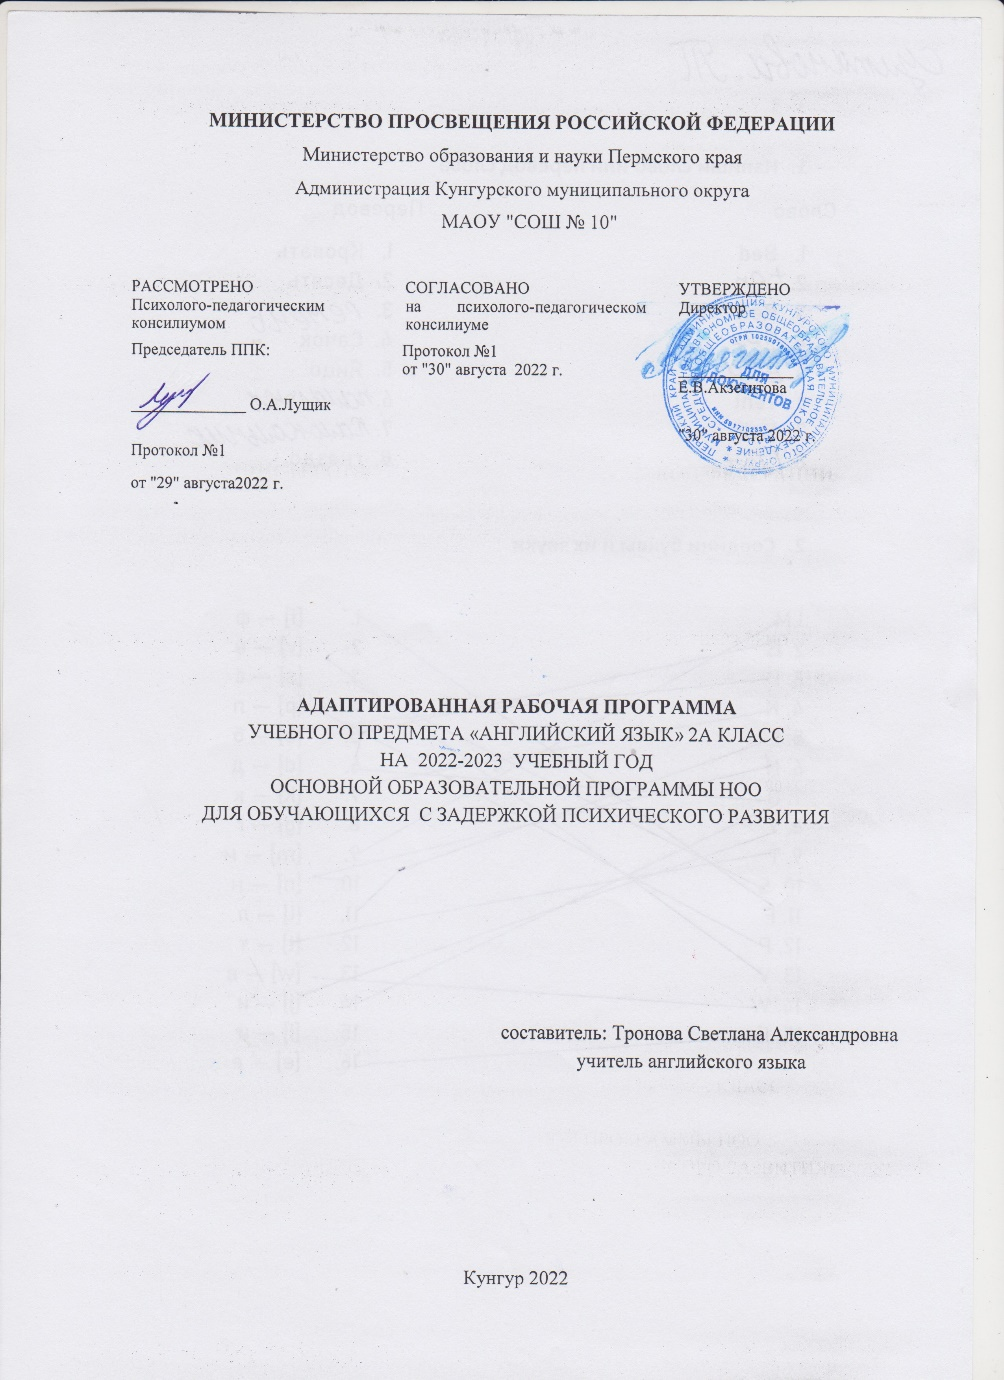 МИНИСТЕРСТВО ПРОСВЕЩЕНИЯ РОССИЙСКОЙ ФЕДЕРАЦИИ
Министерство образования и науки Пермского края
Администрация Кунгурского муниципального округа
МАОУ "СОШ № 10"
РАССМОТРЕНО
Психолого-педагогическим
консилиумом
Председатель ППК:
О.А.Лущик
Протокол №1
от "29" августа2022 г.
СОГЛАСОВАНО
на психолого-педагогическом
консилиуме
Протокол №1
от "30" августа 2022 г.
УТВЕРЖДЕНО
Директор
Е.В.Акзегитова
"30" августа 2022 г.
ДЛЯ
ДОКУМЕНТОВ
АДАПТИРОВАННАЯ РАБОЧАЯ ПРОГРАММА
УЧЕБНОГО ПРЕДМЕТА «АНГЛИЙСКИЙ ЯЗЫК» 2А КЛАСС
НА 2022-2023 УЧЕБНЫЙ ГОД
ОСНОВНОЙ ОБРАЗОВАТЕЛЬНОЙ ПРОГРАММЫ НОО
ДЛЯ ОБУЧАЮЩИХСЯ С ЗАДЕРЖКОЙ ПСИХИЧЕСКОГО РАЗВИТИЯ
составитель: Тронова Светлана Александровна
учитель английского языка
Кунгур 2022